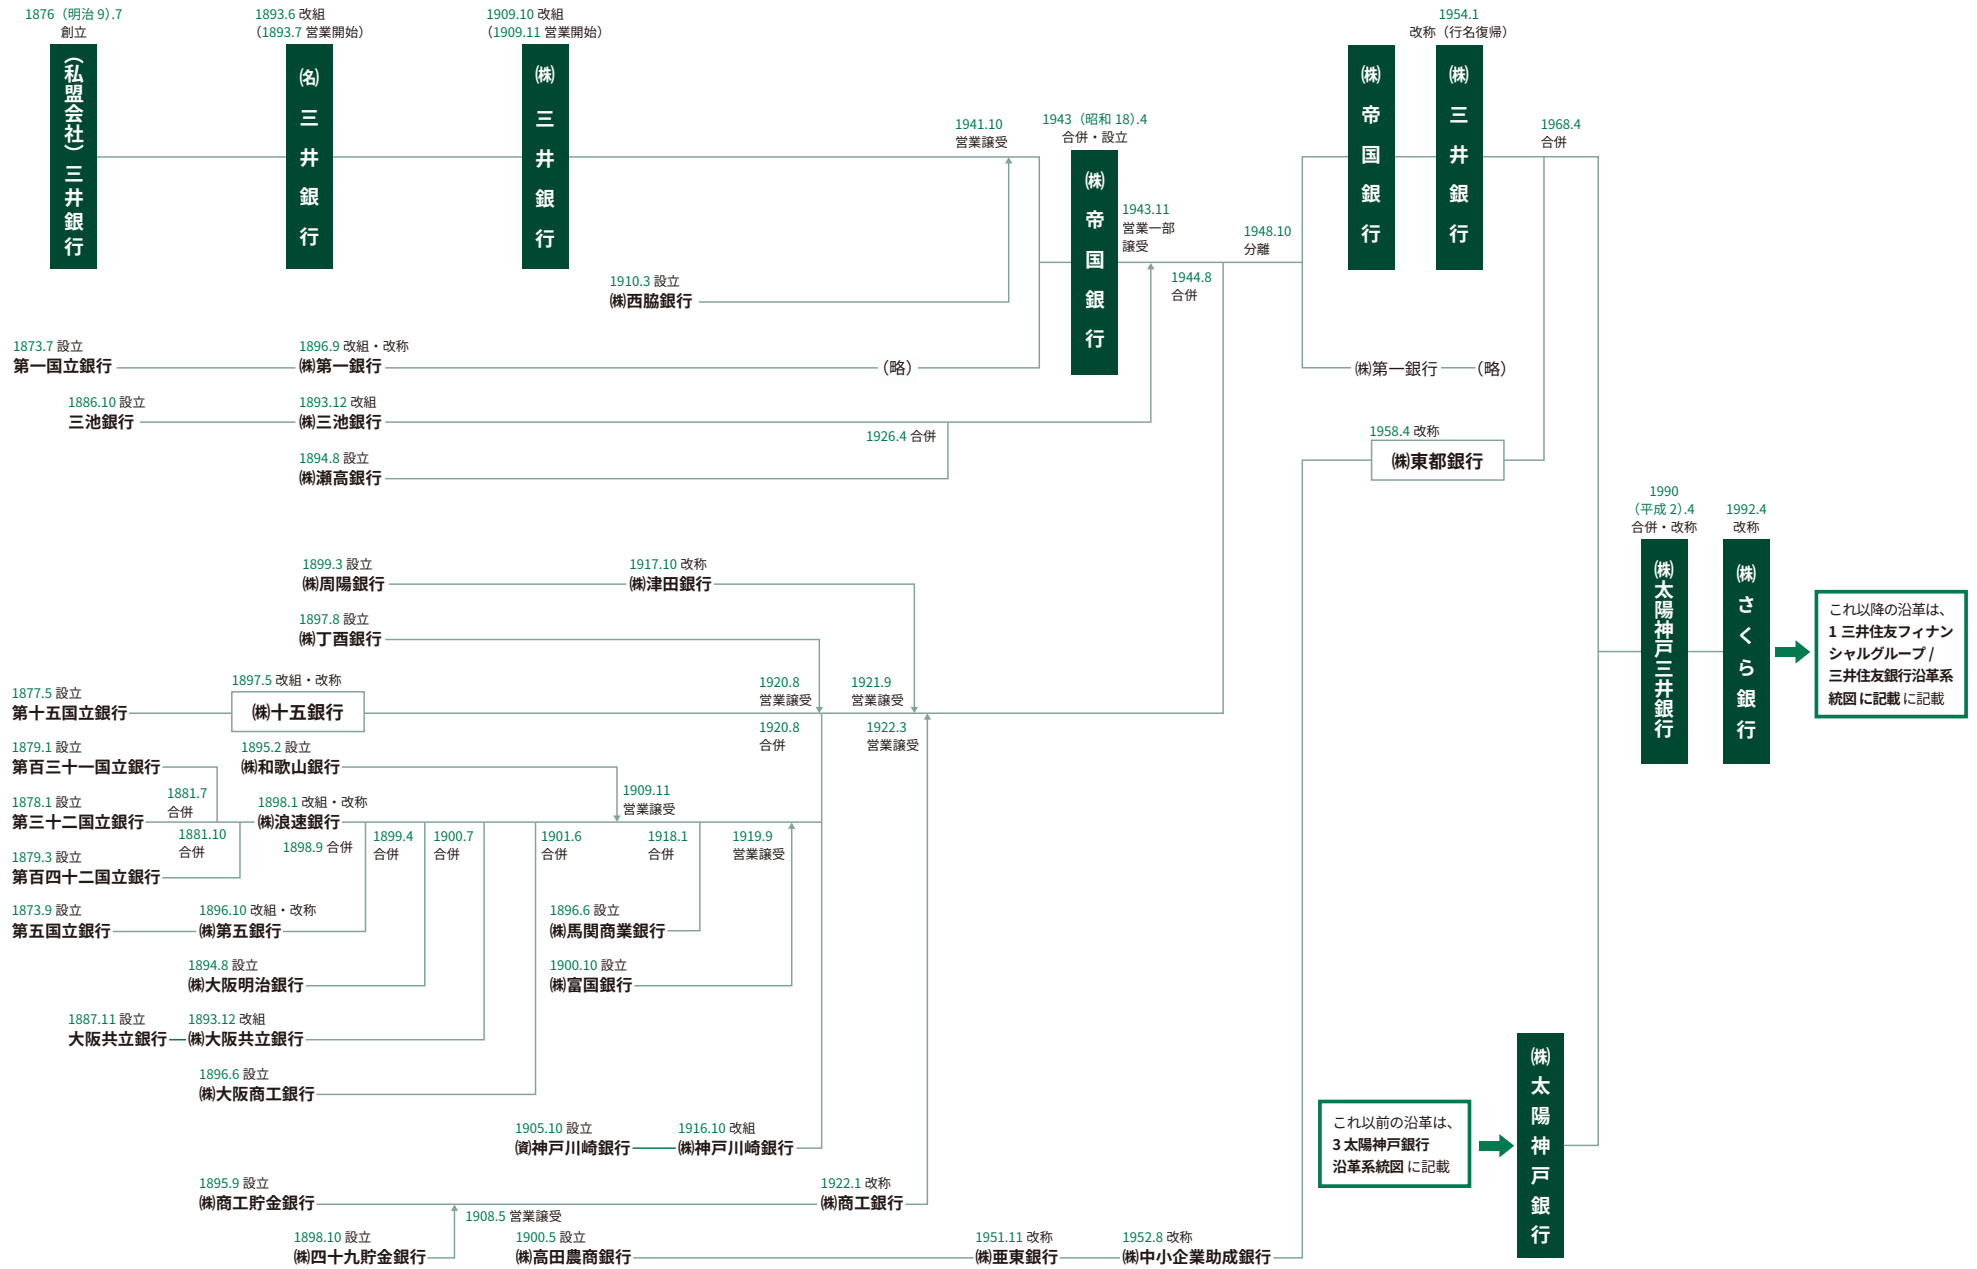 1876（明治 9）.7
創立
（私盟会社）三井銀行
1893.6 改組
（1893.7 営業開始）
㈴三井銀行
1909.10 改組
（1909.11 営業開始）
㈱三井銀行
1941.10
営業譲受
1943（昭和 18）.4
合併・設立
㈱帝国銀行
1943.11
営業一部
譲受
1944.8
合併
1948.10
分離
㈱帝国銀行
1954.1
改称（行名復帰）
㈱三井銀行
1968.4
合併
1910.3 設立
㈱西脇銀行
1873.7 設立
第一国立銀行
1896.9 改組・改称
㈱第一銀行
（略）
㈱第一銀行
（略）
1886.10 設立
三池銀行
1893.12 改組
㈱三池銀行
1926.4 合併
1894.8 設立
㈱瀬高銀行
1958.4 改称
㈱東都銀行
1990
（平成 2）.4
合併・改称
㈱太陽神戸三井銀行
1992.4
改称
㈱さくら銀行
これ以降の沿革は、
1 三井住友フィナン
シャルグループ /
三井住友銀行沿革系
統図 に記載 に記載
1899.3 設立
㈱周陽銀行
1917.10 改称
㈱津田銀行
1897.8 設立
㈱丁酉銀行
1920.8
営業譲受
1921.9
営業譲受
1877.5 設立
第十五国立銀行
1897.5 改組・改称
㈱十五銀行
1920.8
合併
1922.3
営業譲受
1879.1 設立
第百三十一国立銀行
1895.2 設立
㈱和歌山銀行
1881.7
合併
1909.11
営業譲受
1878.1 設立
第三十二国立銀行
1898.1 改組・改称
㈱浪速銀行
1881.10
合併
1898.9 合併
1899.4
合併
1900.7
合併
1901.6
合併
1918.1
合併
1919.9
営業譲受
1879.3 設立
第百四十二国立銀行
1873.9 設立
第五国立銀行
1896.10 改組・改称
㈱第五銀行
1896.6 設立
㈱馬関商業銀行
1894.8 設立
㈱大阪明治銀行
1900.10 設立
㈱富国銀行
1887.11 設立
大阪共立銀行
1893.12 改組
㈱大阪共立銀行
1896.6 設立
㈱大阪商工銀行
1905.10 設立
㈾神戸川崎銀行
1916.10 改組
㈱神戸川崎銀行
これ以前の沿革は、
3 太陽神戸銀行
沿革系統図 に記載
㈱太陽神戸銀行
1895.9 設立
㈱商工貯金銀行
1922.1 改称
㈱商工銀行
1908.5 営業譲受
1898.10 設立
㈱四十九貯金銀行
1900.5 設立
㈱高田農商銀行
1951.11 改称
㈱亜東銀行
1952.8 改称
㈱中小企業助成銀行